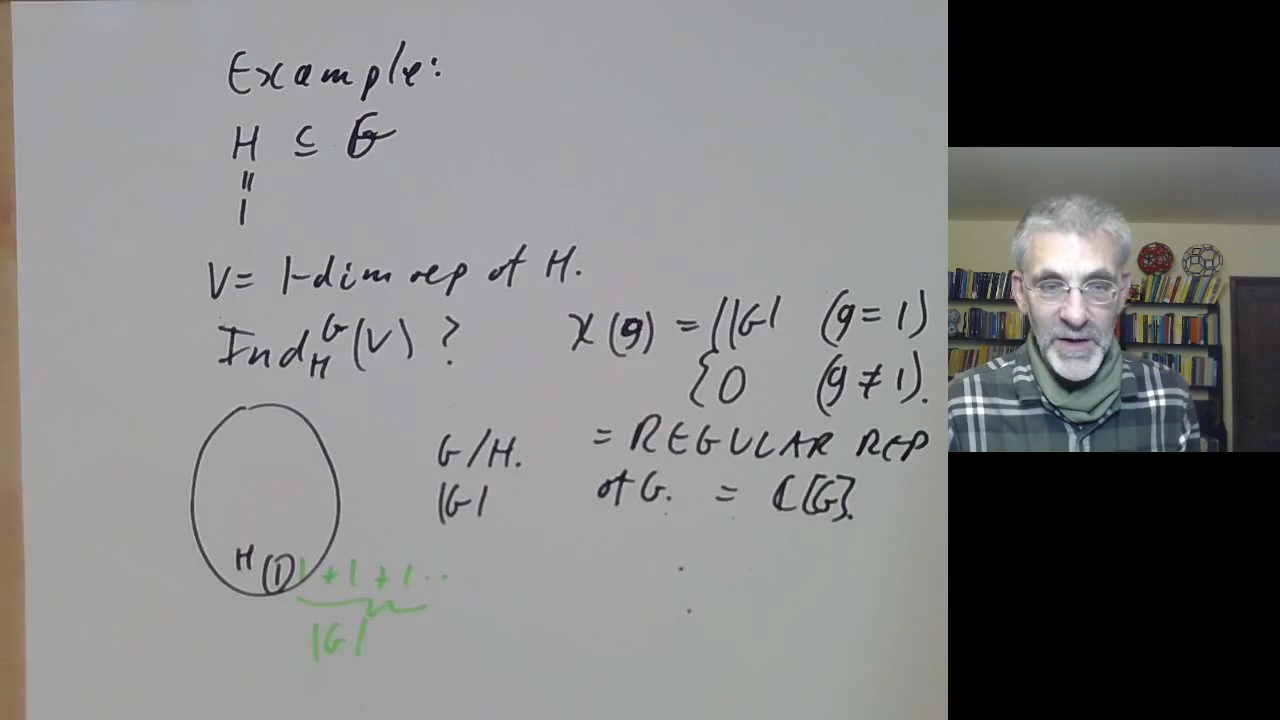 Example:
H ⊆ G
=
1
V = 1-dim rep of H.
Ind_H^G(V) ?
χ(g) = { |G| (g = 1)
{ 0 (g ≠ 1).
G/H.
|G|
= REGULAR REP
of G. = C[G].
H 1
1 + 1 + 1 ..
|G|